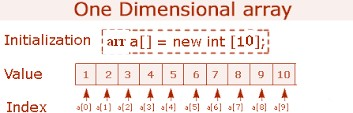 One Dimensional array
Initialization arr a[] = new int [10];
Value 1 2 3 4 5 6 7 8 9 10
Index a[0] a[1] a[2] a[3] a[4] a[5] a[6] a[7] a[8] a[9]